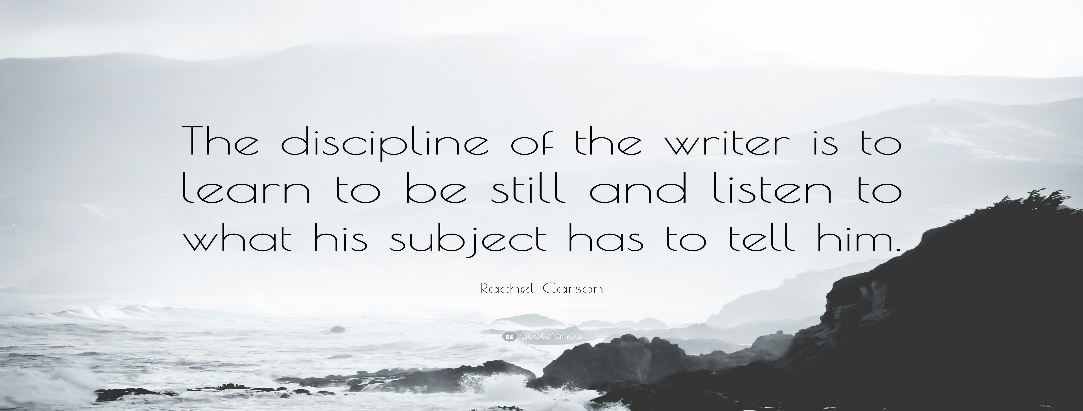 The discipline of the writer is to
learn to be still and listen to
what his subject has to tell him.
Rachel Carson
quotefancy